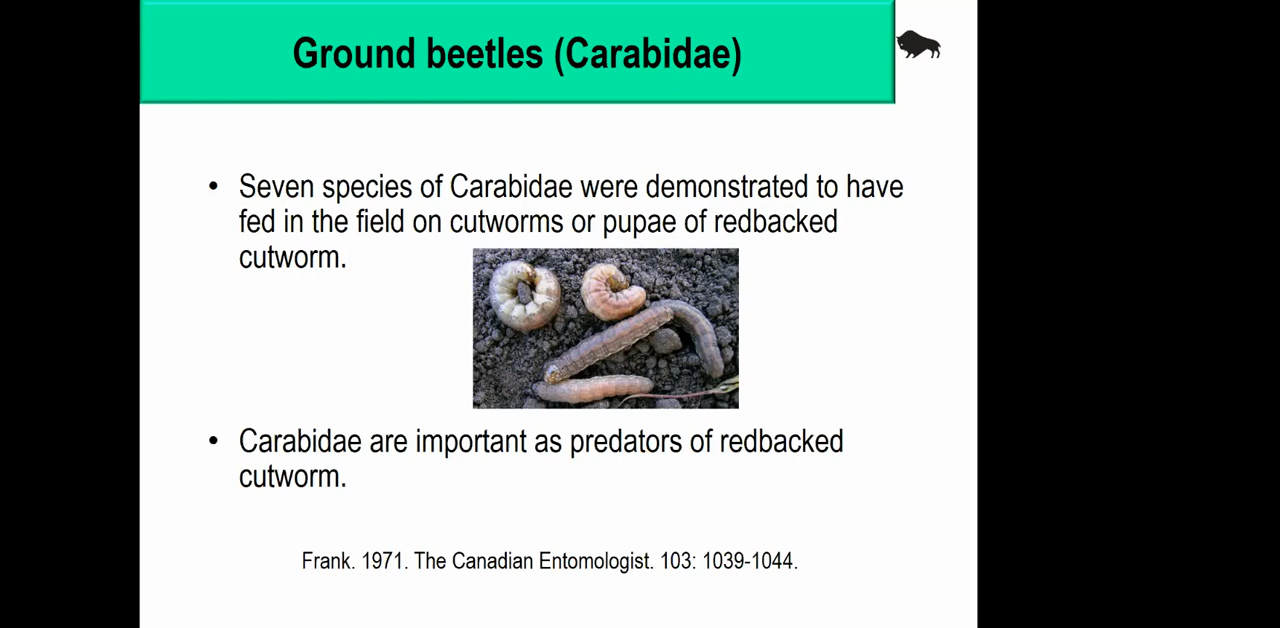 Ground beetles (Carabidae)
• Seven species of Carabidae were demonstrated to have
fed in the field on cutworms or pupae of redbacked
cutworm.
• Carabidae are important as predators of redbacked
cutworm.
Frank. 1971. The Canadian Entomologist. 103: 1039-1044.